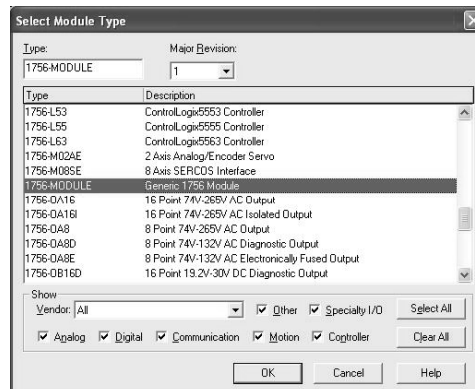 Select Module Type
Type:
Major Revision:
1756-MODULE
1
Type Description
1756-L53 ControlLogix5553 Controller
1756-L55 ControlLogix5555 Controller
1756-L63 ControlLogix5563 Controller
1756-M02AE 2 Axis Analog/Encoder Servo
1756-M08SE 8 Axis SERCOS Interface
1756-MODULE Generic 1756 Module
1756-OA16 16 Point 74V-265V AC Output
1756-OA16I 16 Point 74V-265V AC Isolated Output
1756-OA8 8 Point 74V-265V AC Output
1756-OA8D 8 Point 74V-132V AC Diagnostic Output
1756-OA8E 8 Point 74V-132V AC Electronically Fused Output
1756-OB16D 16 Point 19.2V-30V DC Diagnostic Output
Show
Vendor: All
Other
Specialty I/O
Select All
Analog
Digital
Communication
Motion
Controller
Clear All
OK
Cancel
Help